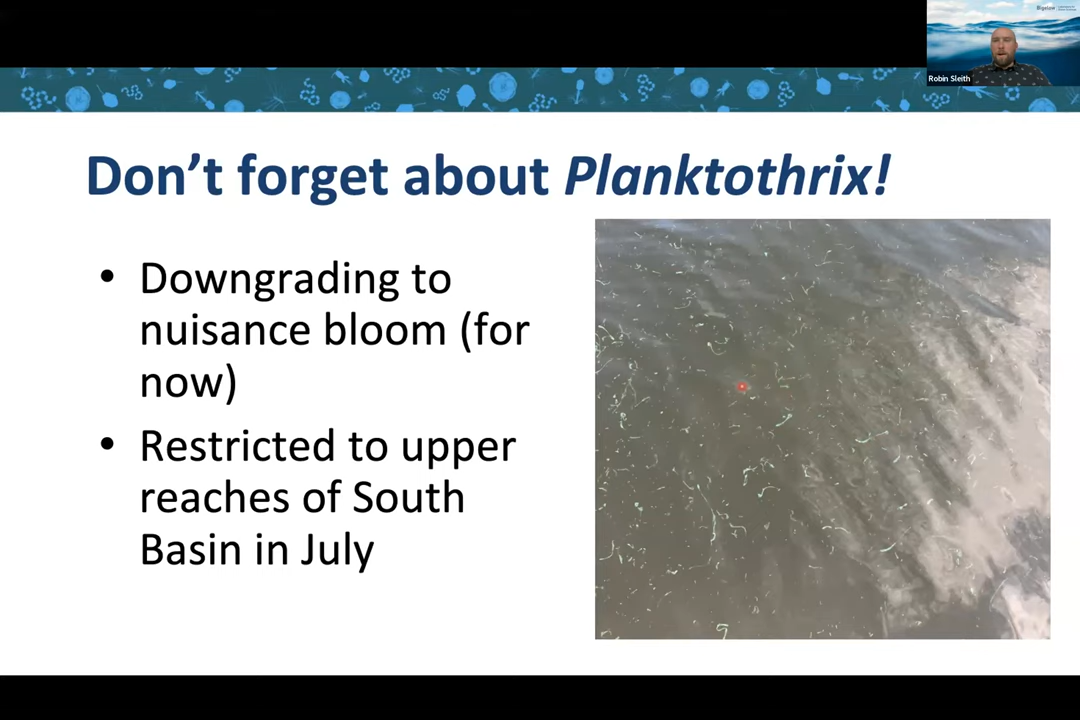 Bigelow
Robin Sleith
Don’t forget about Planktothrix!
• Downgrading to
nuisance bloom (for
now)
• Restricted to upper
reaches of South
Basin in July